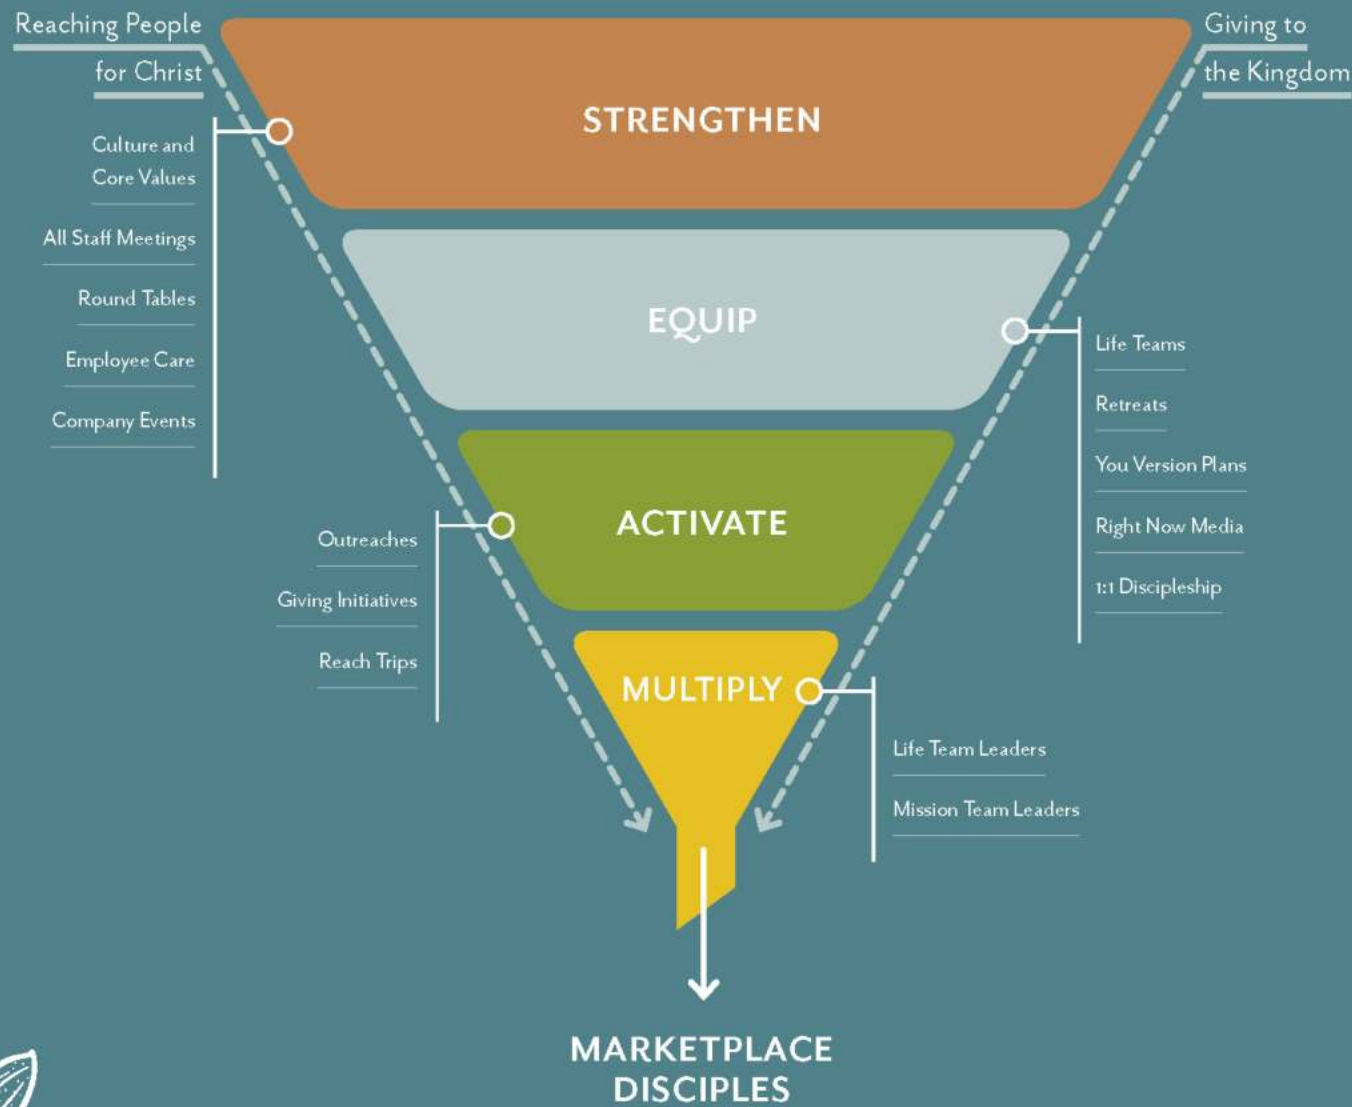 Reaching People
for Christ
Giving to
the Kingdom
STRENGTHEN
Culture and
Core Values
All Staff Meetings
Round Tables
Employee Care
Company Events
EQUIP
Life Teams
Retreats
You Version Plans
Right Now Media
1:1 Discipleship
ACTIVATE
Outreaches
Giving Initiatives
Reach Trips
MULTIPLY
Life Team Leaders
Mission Team Leaders
MARKETPLACE
DISCIPLES